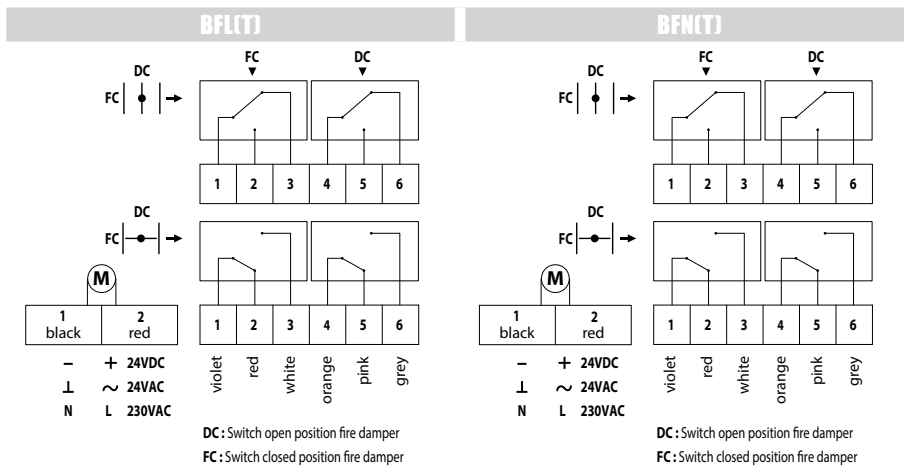 BFL(T)
FC DC
DC
FC
1 2 3 4 5 6
DC
FC
M
1 2
black red
1 2 3 4 5 6
violet red white orange pink grey
– + 24VDC
⊥ ~ 24VAC
N L 230VAC
DC : Switch open position fire damper
FC : Switch closed position fire damper
BFN(T)
FC DC
DC
FC
1 2 3 4 5 6
DC
FC
M
1 2
black red
1 2 3 4 5 6
violet red white orange pink grey
– + 24VDC
⊥ ~ 24VAC
N L 230VAC
DC : Switch open position fire damper
FC : Switch closed position fire damper